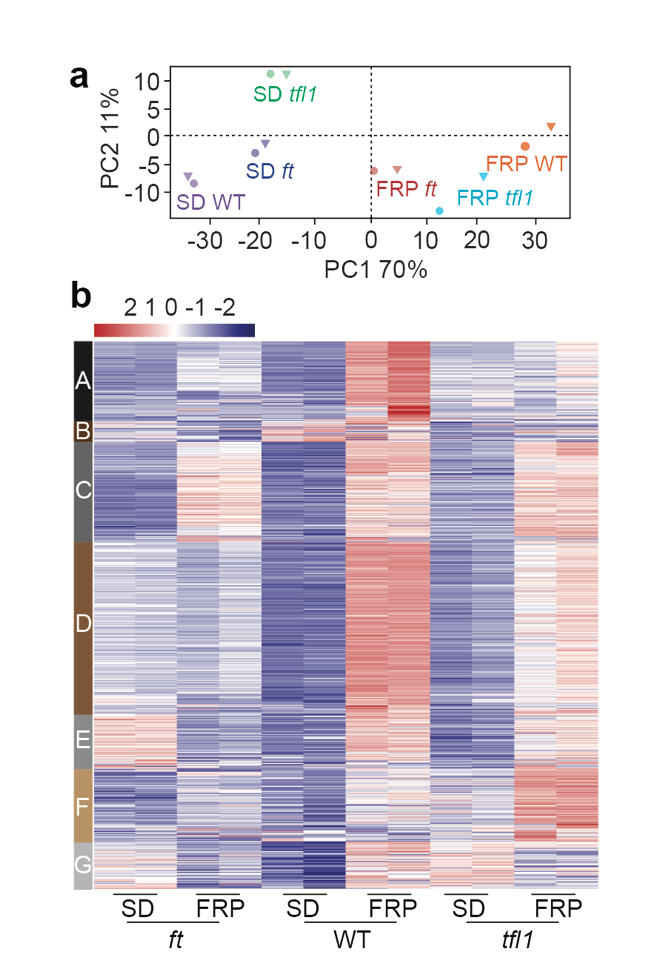 a
PC2 11%
10
5
0
-5
-10
SD tfl1
SD ft
SD WT
FRP WT
FRP ft
FRP tfl1
-30 -20 -10 0 10 20 30
PC1 70%
b
2 1 0 -1 -2
A
B
C
D
E
F
G
SD FRP SD FRP SD FRP
ft WT tfl1